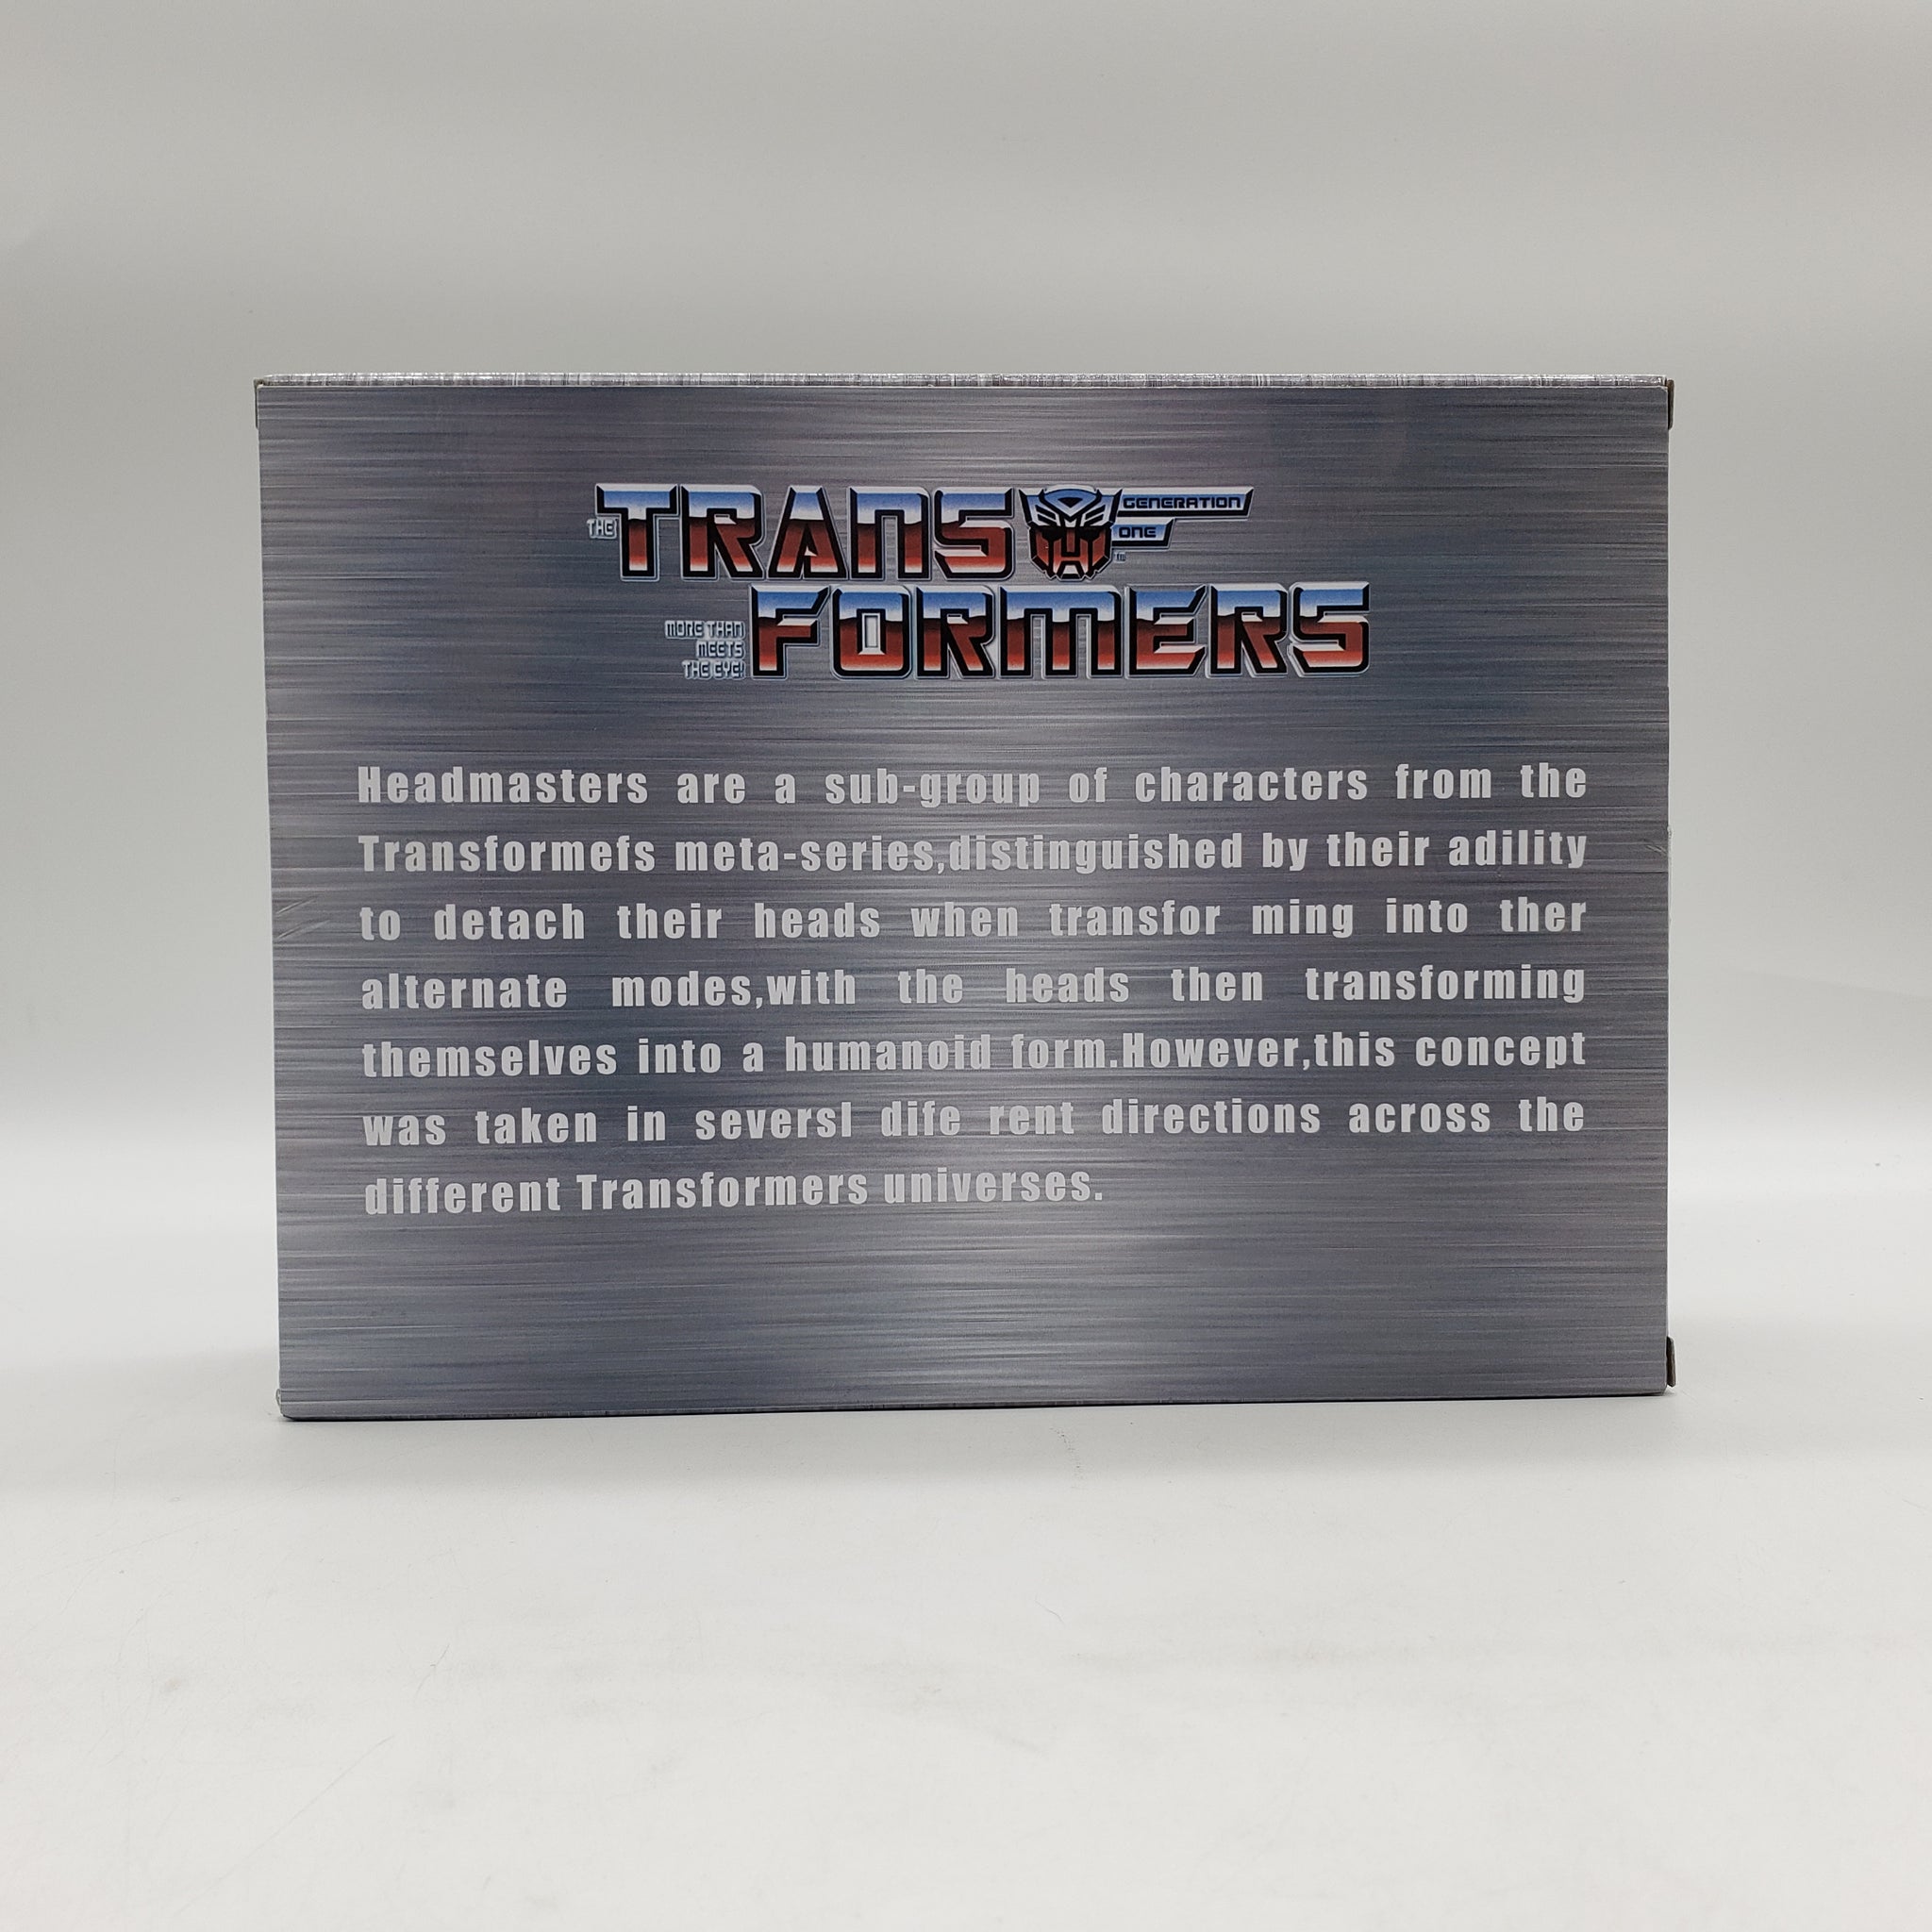 THE TRANS GENERATION
ONE
TM
MORE THAN
MEETS
THE EYE!
FORMERS
Headmasters are a sub-group of characters from the
Transformefs meta-series,distinguished by their adility
to detach their heads when transfor ming into ther
alternate modes,with the heads then transforming
themselves into a humanoid form.However,this concept
was taken in seversl dife rent directions across the
different Transformers universes.